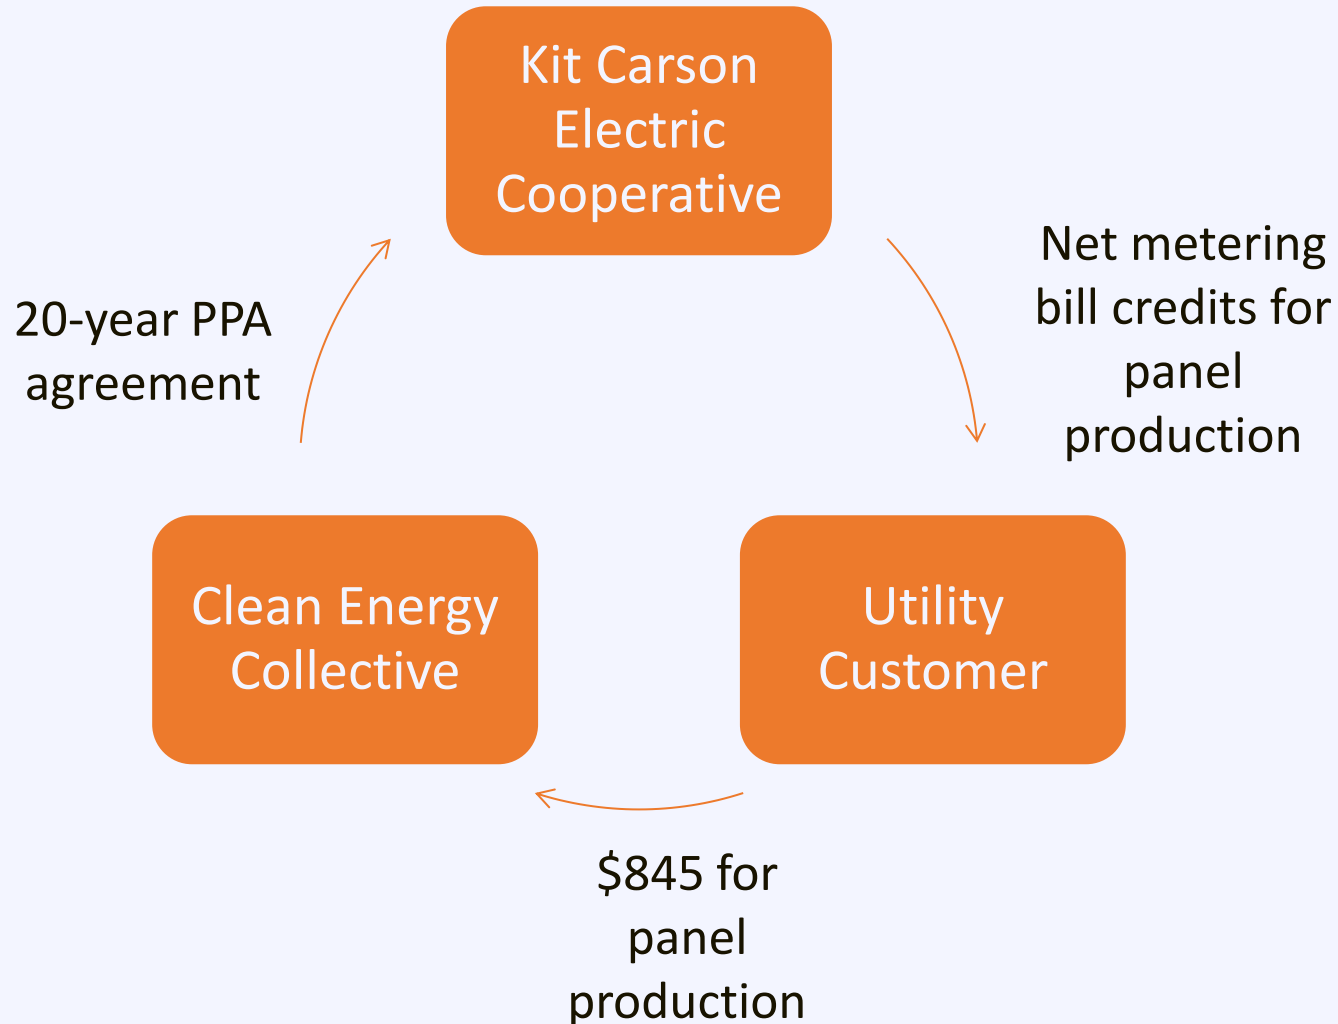 Kit Carson
Electric
Cooperative
Net metering
bill credits for
panel
production
20-year PPA
agreement
Clean Energy
Collective
Utility
Customer
$845 for
panel
production